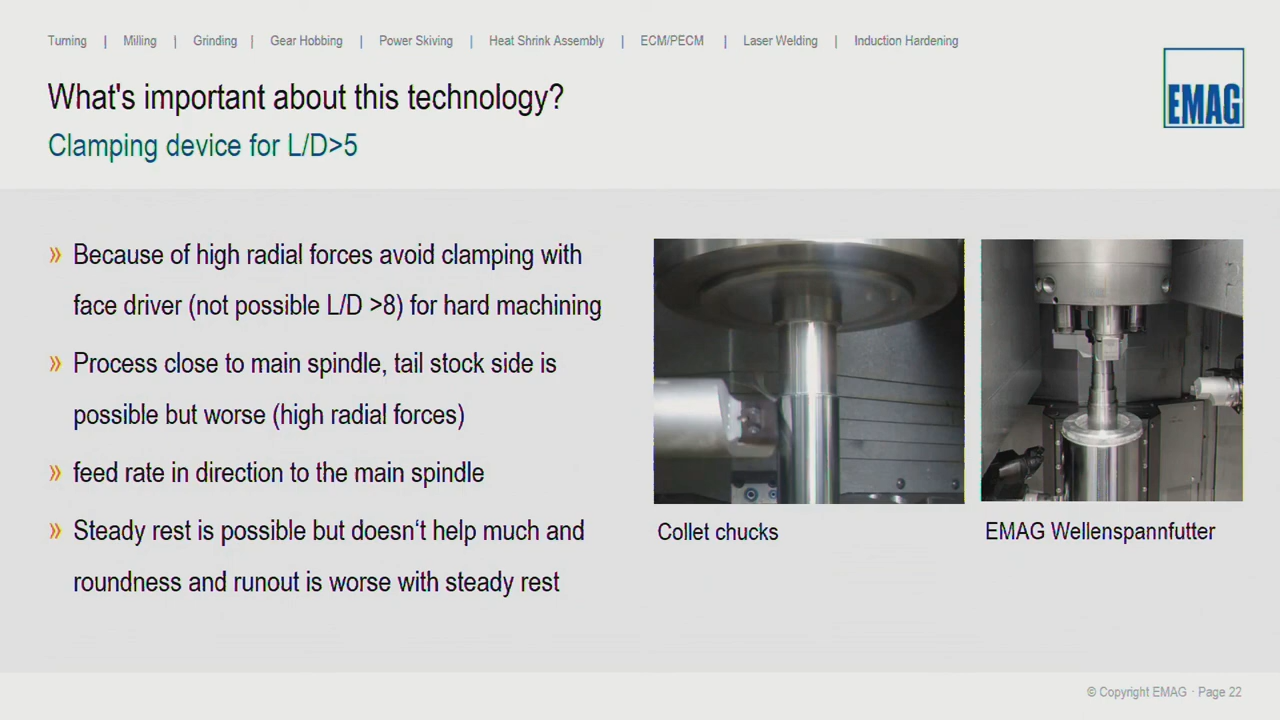 Turning | Milling | Grinding | Gear Hobbing | Power Skiving | Heat Shrink Assembly | ECM/PECM | Laser Welding | Induction Hardening
What's important about this technology?
Clamping device for L/D>5
EMAG
» Because of high radial forces avoid clamping with
face driver (not possible L/D >8) for hard machining
» Process close to main spindle, tail stock side is
possible but worse (high radial forces)
» feed rate in direction to the main spindle
» Steady rest is possible but doesn‘t help much and
roundness and runout is worse with steady rest
Collet chucks
EMAG Wellenspannfutter
© Copyright EMAG · Page 22